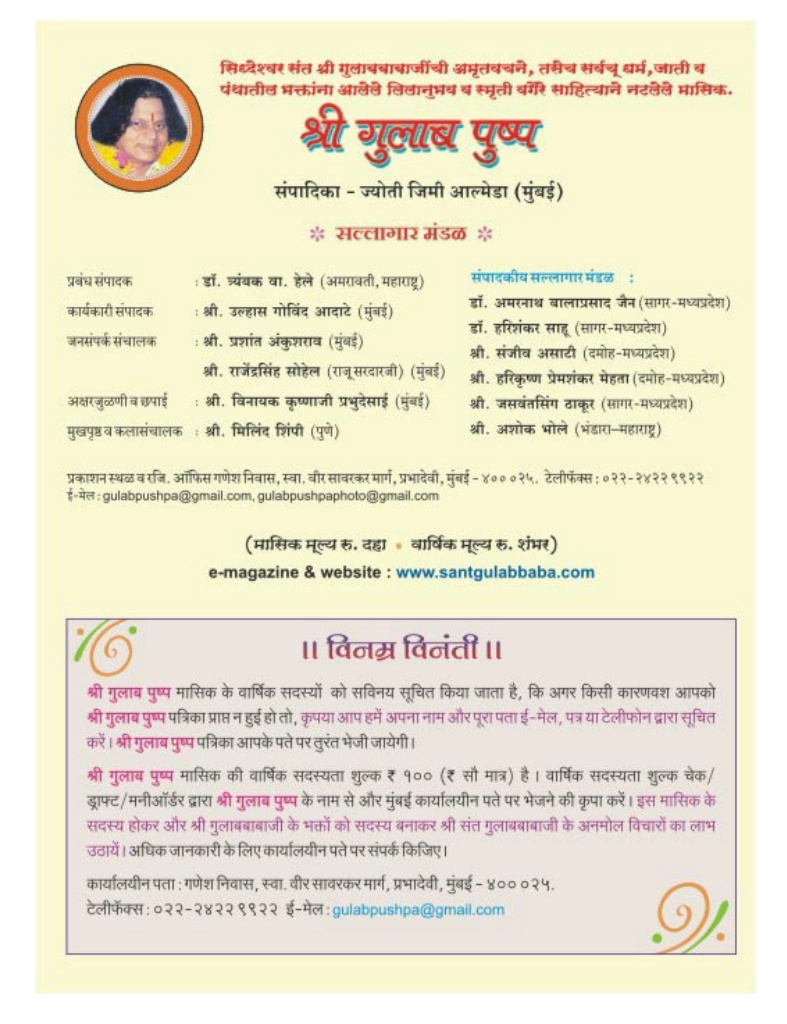 सिध्देश्वर संत श्री गुलाबबाबाजींची अमृतवचने, तसेच सर्वच् धर्म,जाती व
पंथातील भक्तांना आलेले लिलानुभव व स्मृती वगैरे साहित्याने नटलेले मासिक.
श्री गुलाब पुष्प
संपादिका - ज्योती जिमी आल्मेडा (मुंबई)
❊ सल्लागार मंडळ ❊
प्रबंध संपादक : डॉ. त्र्यंबक वा. हेले (अमरावती, महाराष्ट्र)
कार्यकारी संपादक : श्री. उल्हास गोविंद आदाटे (मुंबई)
जनसंपर्क संचालक : श्री. प्रशांत अंकुशराव (मुंबई)
श्री. राजेंद्रसिंह सोहेल (राजू सरदारजी) (मुंबई)
अक्षरजुळणी व छपाई : श्री. विनायक कृष्णाजी प्रभुदेसाई (मुंबई)
मुखपृष्ठ व कलासंचालक : श्री. मिलिंद शिंपी (पुणे)
संपादकीय सल्लागार मंडळ :
डॉ. अमरनाथ बालाप्रसाद जैन (सागर-मध्यप्रदेश)
डॉ. हरिशंकर साहू (सागर-मध्यप्रदेश)
श्री. संजीव असाटी (दमोह-मध्यप्रदेश)
श्री. हरिकृष्ण प्रेमशंकर मेहता (दमोह-मध्यप्रदेश)
श्री. जसवंतसिंग ठाकूर (सागर-मध्यप्रदेश)
श्री. अशोक भोले (भंडारा–महाराष्ट्र)
प्रकाशन स्थळ व रजि. ऑफिस गणेश निवास, स्वा. वीर सावरकर मार्ग, प्रभादेवी, मुंबई - ४०० ०२५. टेलीफॅक्स : ०२२-२४२२ ९९२२
ई-मेल : gulabpushpa@gmail.com, gulabpushpaphoto@gmail.com
(मासिक मूल्य रु. दहा • वार्षिक मूल्य रु. शंभर)
e-magazine & website : www.santgulabbaba.com
॥ विनम्र विनंती ॥
श्री गुलाब पुष्प मासिक के वार्षिक सदस्यों को सविनय सूचित किया जाता है, कि अगर किसी कारणवश आपको
श्री गुलाब पुष्प पत्रिका प्राप्त न हुई हो तो, कृपया आप हमें अपना नाम और पूरा पता ई-मेल, पत्र या टेलीफोन द्वारा सूचित
करें। श्री गुलाब पुष्प पत्रिका आपके पते पर तुरंत भेजी जायेगी।
श्री गुलाब पुष्प मासिक की वार्षिक सदस्यता शुल्क ₹ १०० (₹ सौ मात्र) है। वार्षिक सदस्यता शुल्क चेक/
ड्राफ्ट/मनीऑर्डर द्वारा श्री गुलाब पुष्प के नाम से और मुंबई कार्यालयीन पते पर भेजने की कृपा करें। इस मासिक के
सदस्य होकर और श्री गुलाबबाबाजी के भक्तों को सदस्य बनाकर श्री संत गुलाबबाबाजी के अनमोल विचारों का लाभ
उठायें। अधिक जानकारी के लिए कार्यालयीन पते पर संपर्क किजिए।
कार्यालयीन पता : गणेश निवास, स्वा. वीर सावरकर मार्ग, प्रभादेवी, मुंबई - ४०० ०२५.
टेलीफॅक्स : ०२२-२४२२ ९९२२ ई-मेल : gulabpushpa@gmail.com